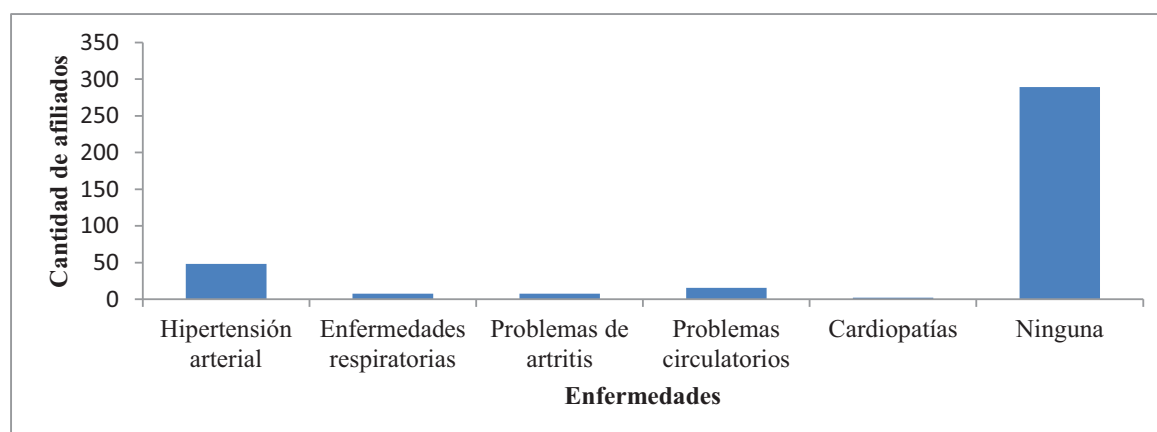 350
300
250
200
150
100
50
0
Cantidad de afiliados
Hipertensión arterial
Enfermedades respiratorias
Problemas de artritis
Problemas circulatorios
Cardiopatías
Ninguna
Enfermedades